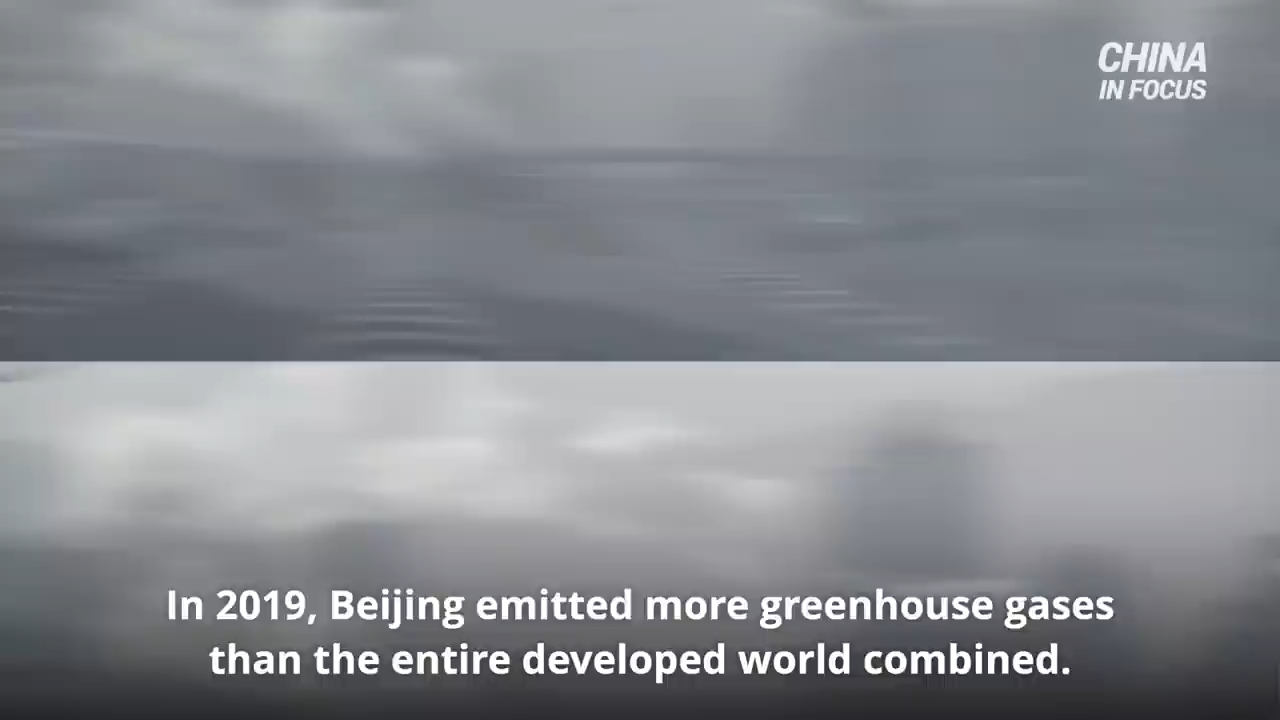 CHINA
IN FOCUS
In 2019, Beijing emitted more greenhouse gases
than the entire developed world combined.